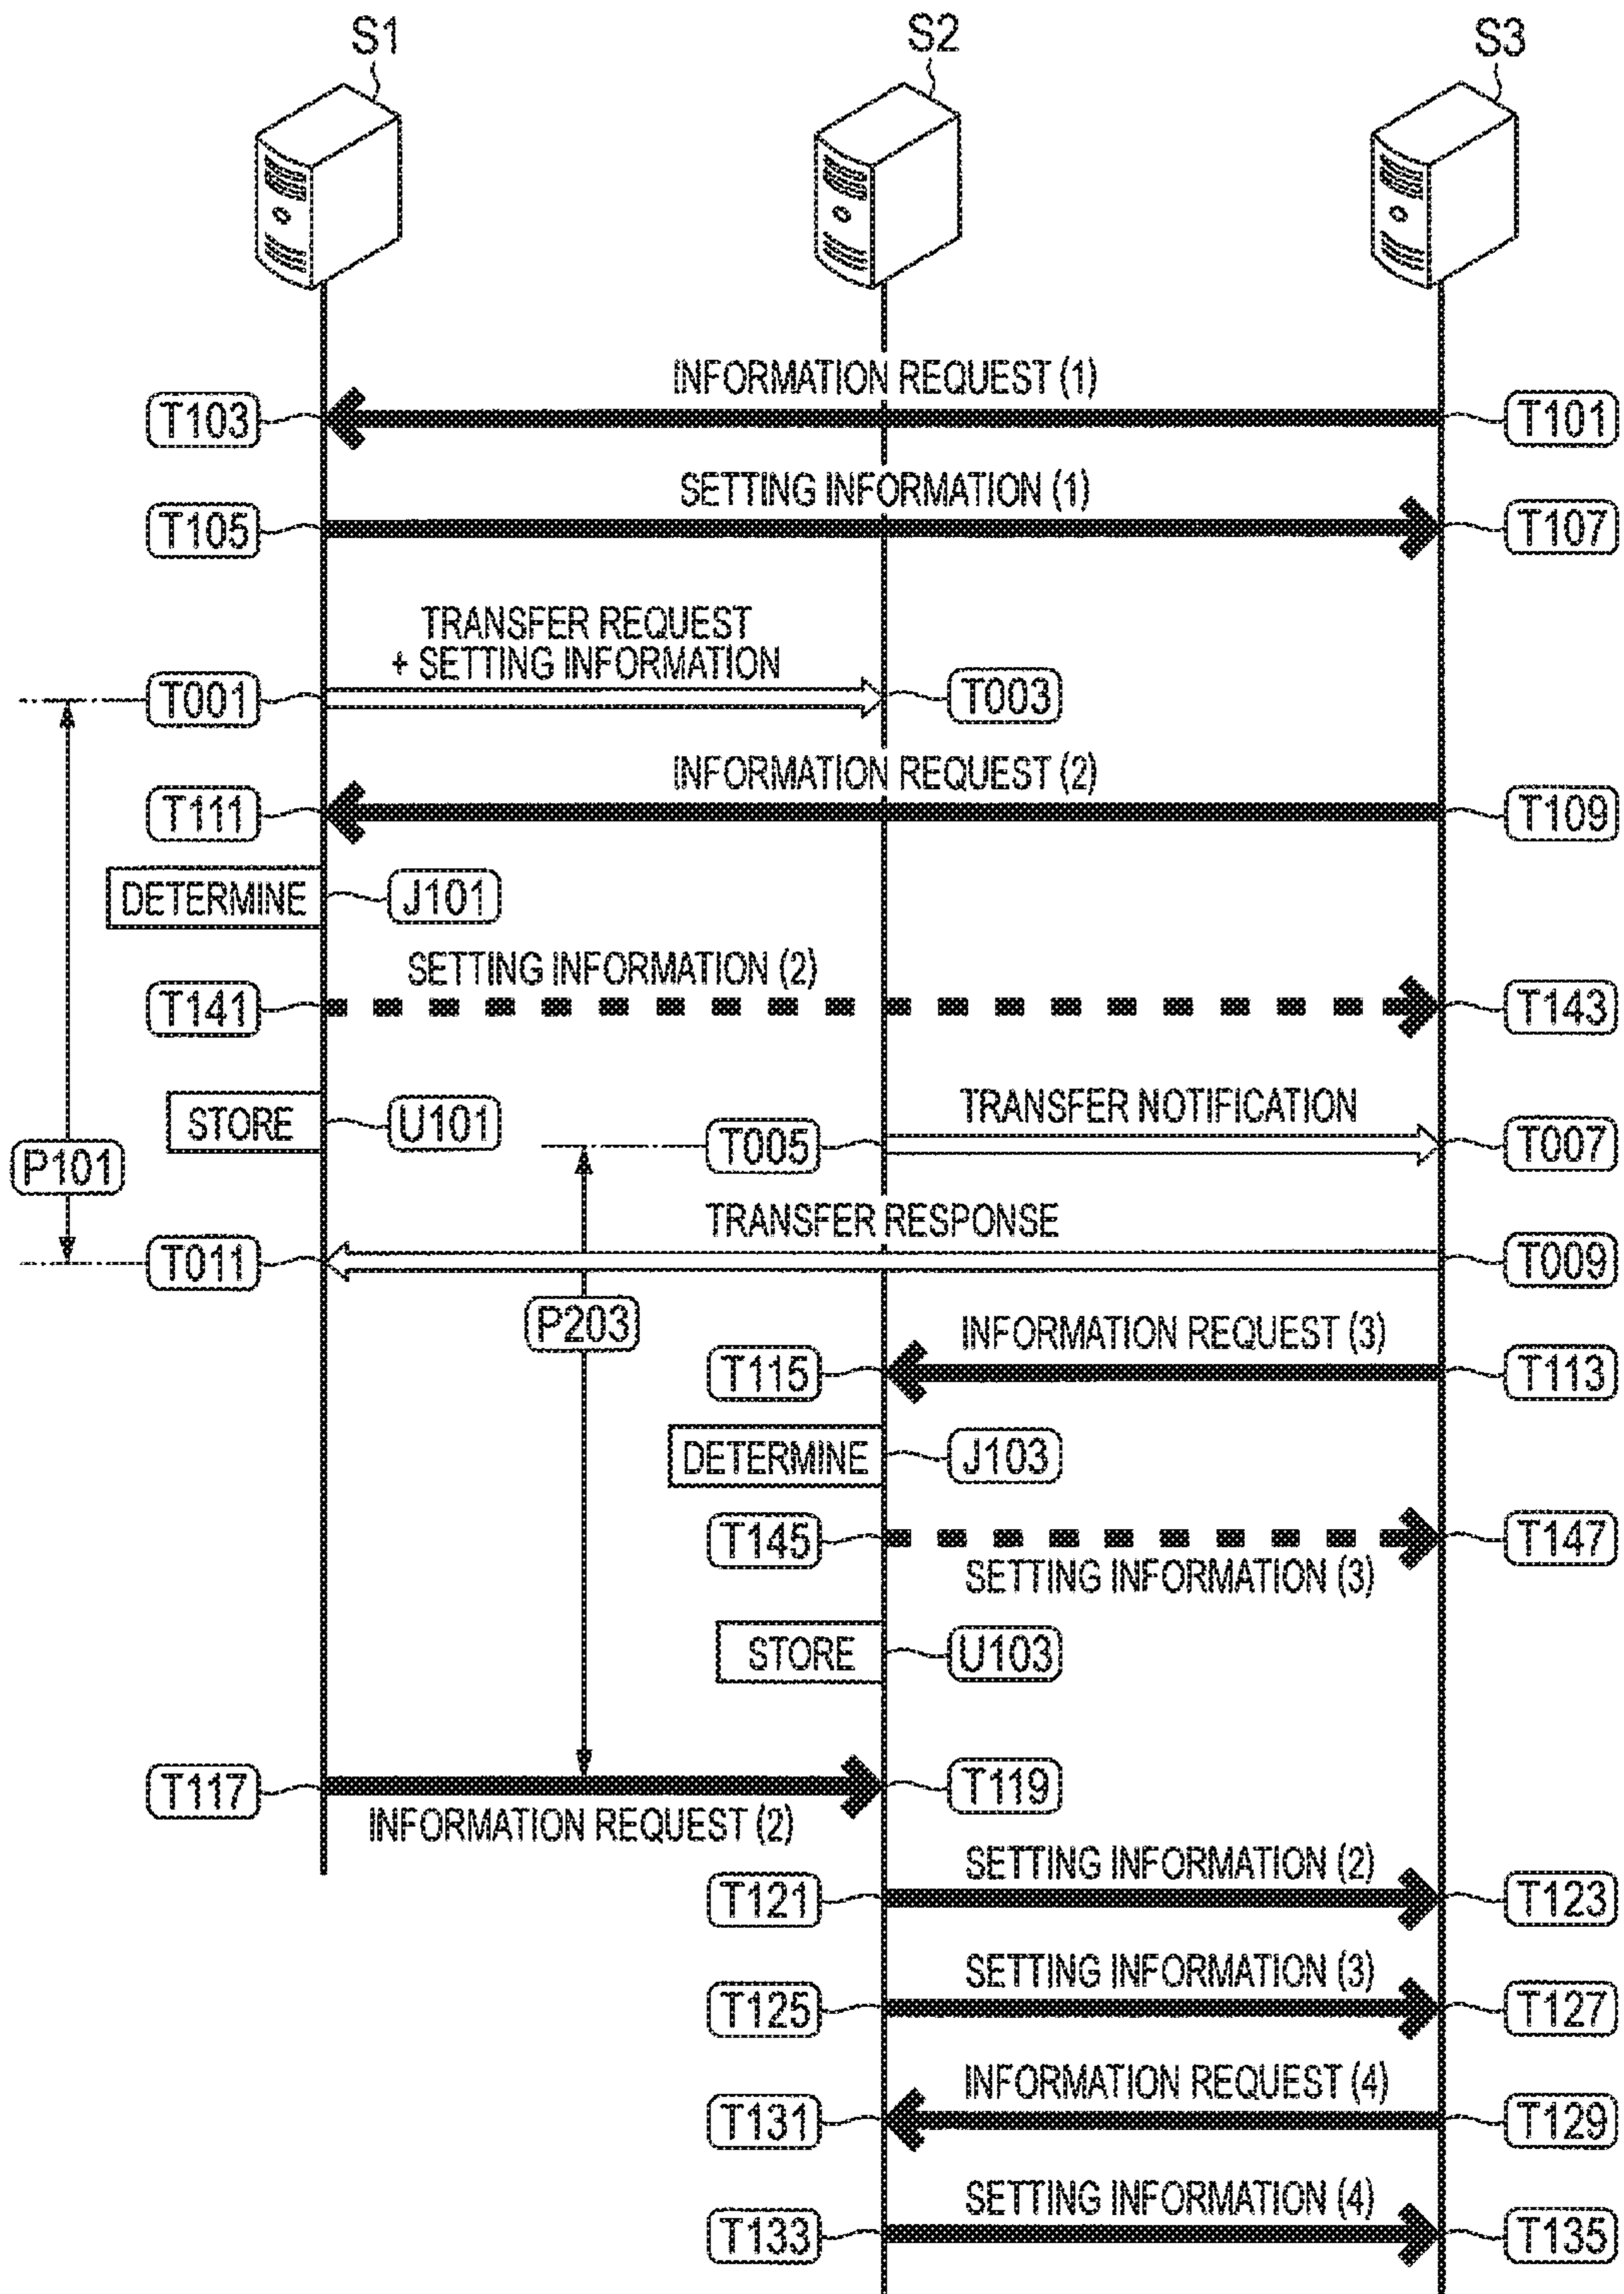 S1 S2 S3
INFORMATION REQUEST (1)
T103 T101
SETTING INFORMATION (1)
T105 T107
TRANSFER REQUEST
+ SETTING INFORMATION
T001 T003
INFORMATION REQUEST (2)
T111 T109
DETERMINE J101
SETTING INFORMATION (2)
T141 T143
TRANSFER NOTIFICATION
STORE U101
T005 T007
P101
TRANSFER RESPONSE
T011 T009
P203
INFORMATION REQUEST (3)
T115 T113
DETERMINE J103
T145 T147
SETTING INFORMATION (3)
STORE U103
T117 T119
INFORMATION REQUEST (2)
SETTING INFORMATION (2)
T121 T123
SETTING INFORMATION (3)
T125 T127
INFORMATION REQUEST (4)
T131 T129
SETTING INFORMATION (4)
T133 T135